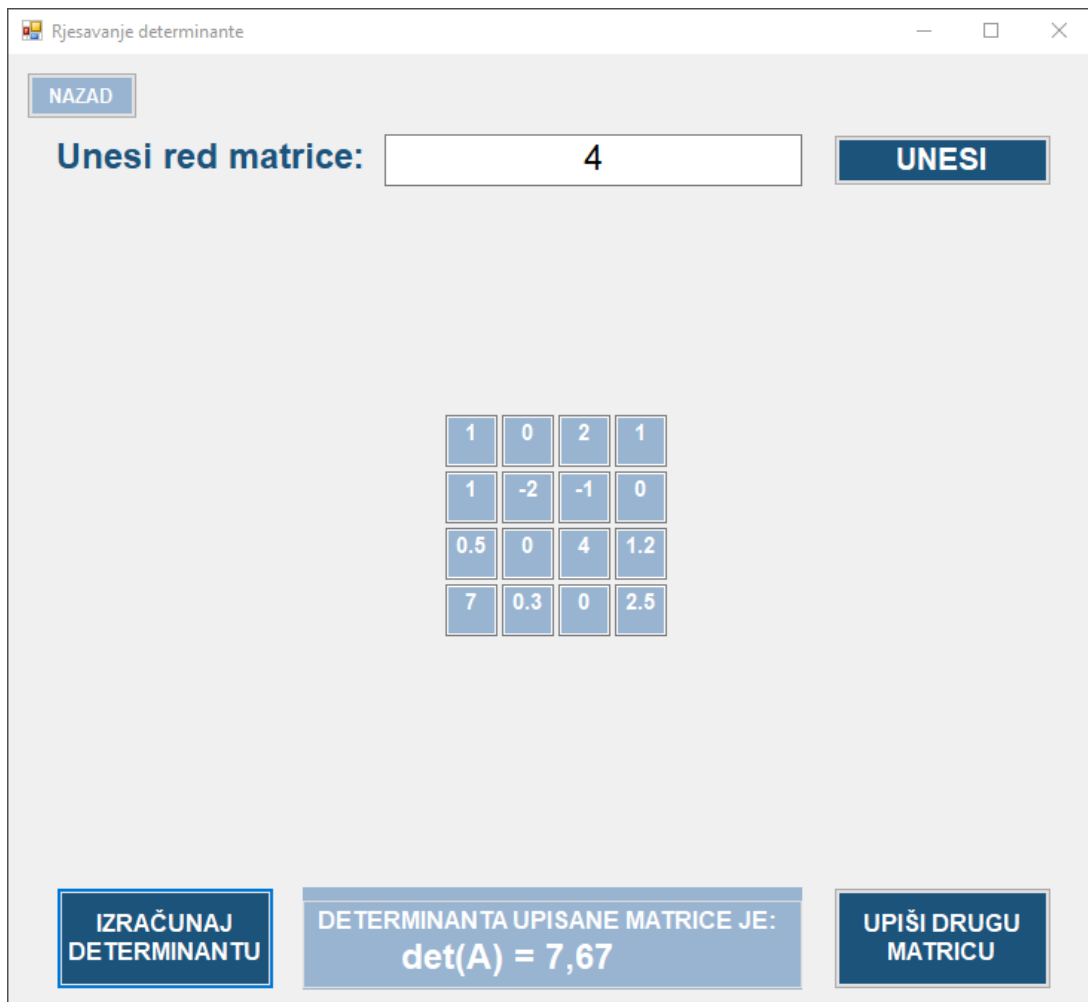 Rjesavanje determinante
NAZAD
Unesi red matrice: 4 UNESI
1 0 2 1
1 -2 -1 0
0.5 0 4 1.2
7 0.3 0 2.5
IZRAČUNAJ
DETERMINANTU
DETERMINANTA UPISANE MATRICE JE:
det(A) = 7,67
UPIŠI DRUGU
MATRICU